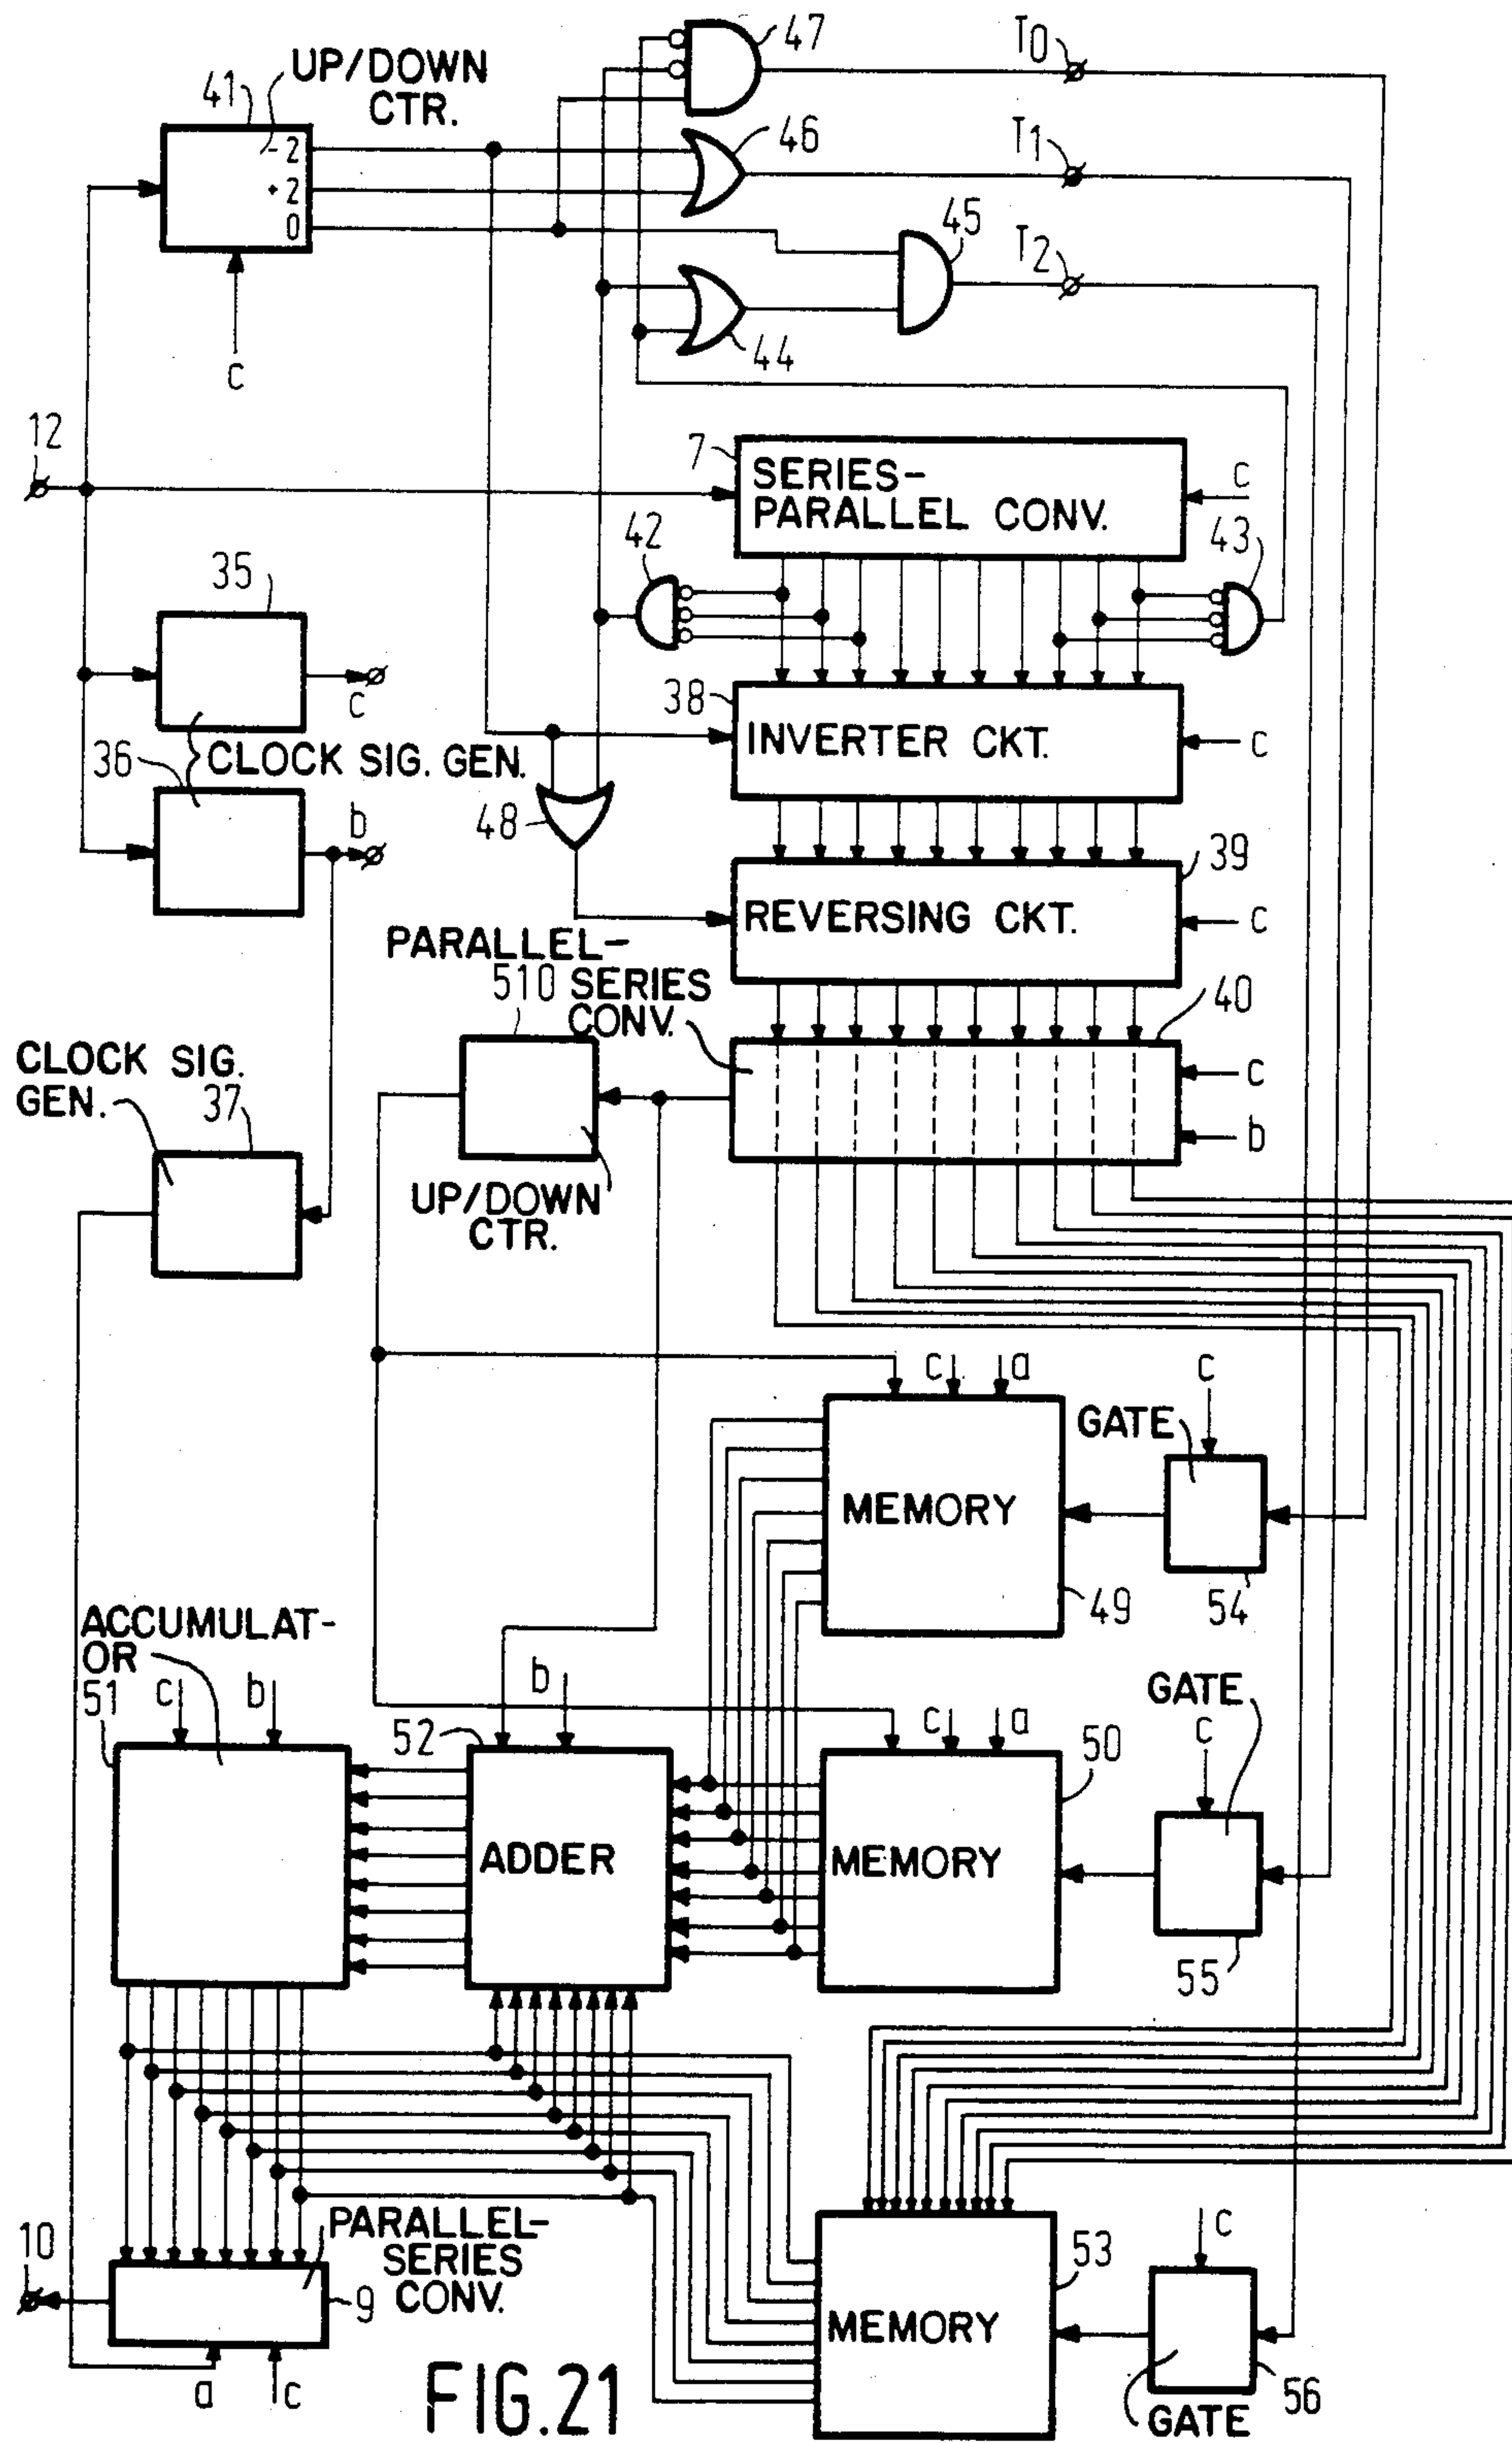 47
T0
UP/DOWN
CTR.
41
- 2
+ 2
0
46
T1
45
T2
44
c
12
7
SERIES-
PARALLEL CONV.
c
42
43
35
c
38
INVERTER CKT.
c
36
CLOCK SIG. GEN.
b
48
39
REVERSING CKT.
c
PARALLEL-
510 SERIES
CONV.
40
c
b
CLOCK SIG.
GEN.
37
UP/DOWN
CTR.
c
a
c
GATE
MEMORY
49
54
ACCUMULAT-
OR
51
c
b
52
b
c
a
50
GATE
c
ADDER
MEMORY
55
10
PARALLEL-
SERIES
CONV.
9
a
c
53
c
MEMORY
56
GATE
FIG.21